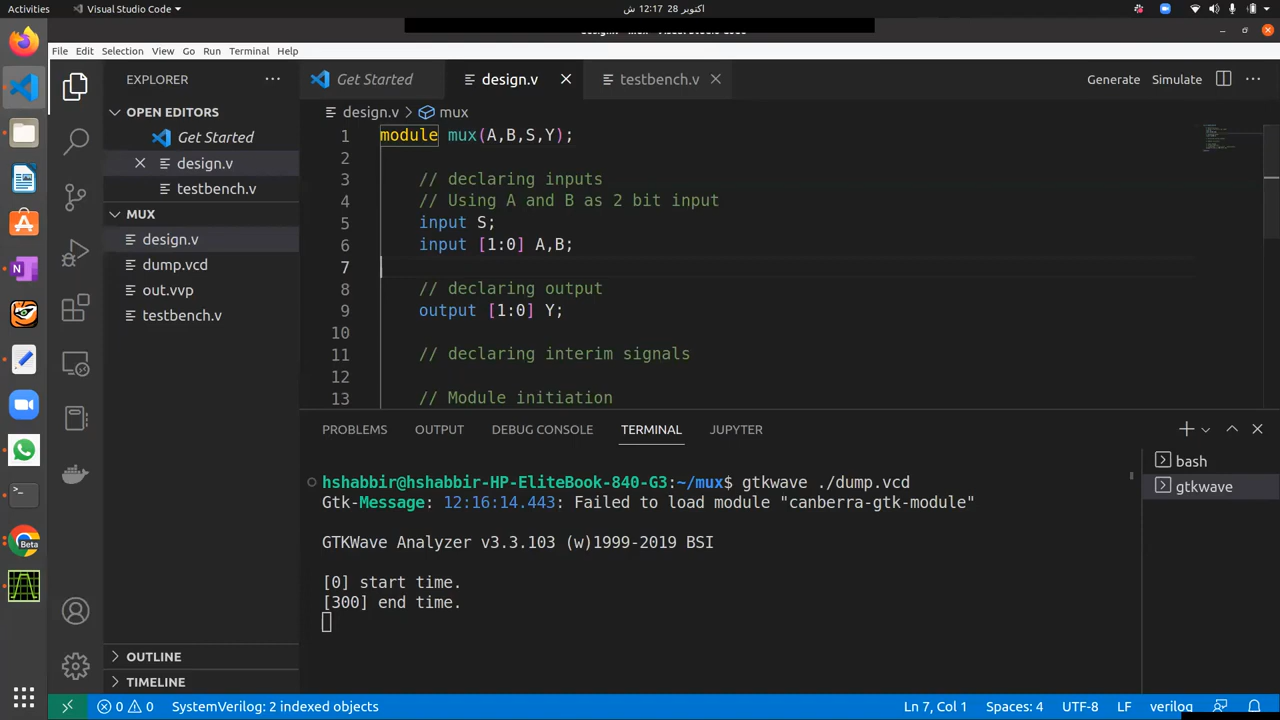 Activities
Visual Studio Code
اکتوبر 28 12:17 ش
File Edit Selection View Go Run Terminal Help
EXPLORER
Get Started
design.v
testbench.v
Generate
Simulate
OPEN EDITORS
Get Started
design.v
testbench.v
MUX
design.v
dump.vcd
out.vvp
testbench.v
OUTLINE
TIMELINE
design.v > mux
1 module mux(A,B,S,Y);
2
3 // declaring inputs
4 // Using A and B as 2 bit input
5 input S;
6 input [1:0] A,B;
7
8 // declaring output
9 output [1:0] Y;
10
11 // declaring interim signals
12
13 // Module initiation
PROBLEMS OUTPUT DEBUG CONSOLE TERMINAL JUPYTER
hshabbir@hshabbir-HP-EliteBook-840-G3:~/mux$ gtkwave ./dump.vcd
Gtk-Message: 12:16:14.443: Failed to load module "canberra-gtk-module"
GTKWave Analyzer v3.3.103 (w)1999-2019 BSI
[0] start time.
[300] end time.
bash
gtkwave
Beta
0 0 SystemVerilog: 2 indexed objects
Ln 7, Col 1 Spaces: 4 UTF-8 LF verilog